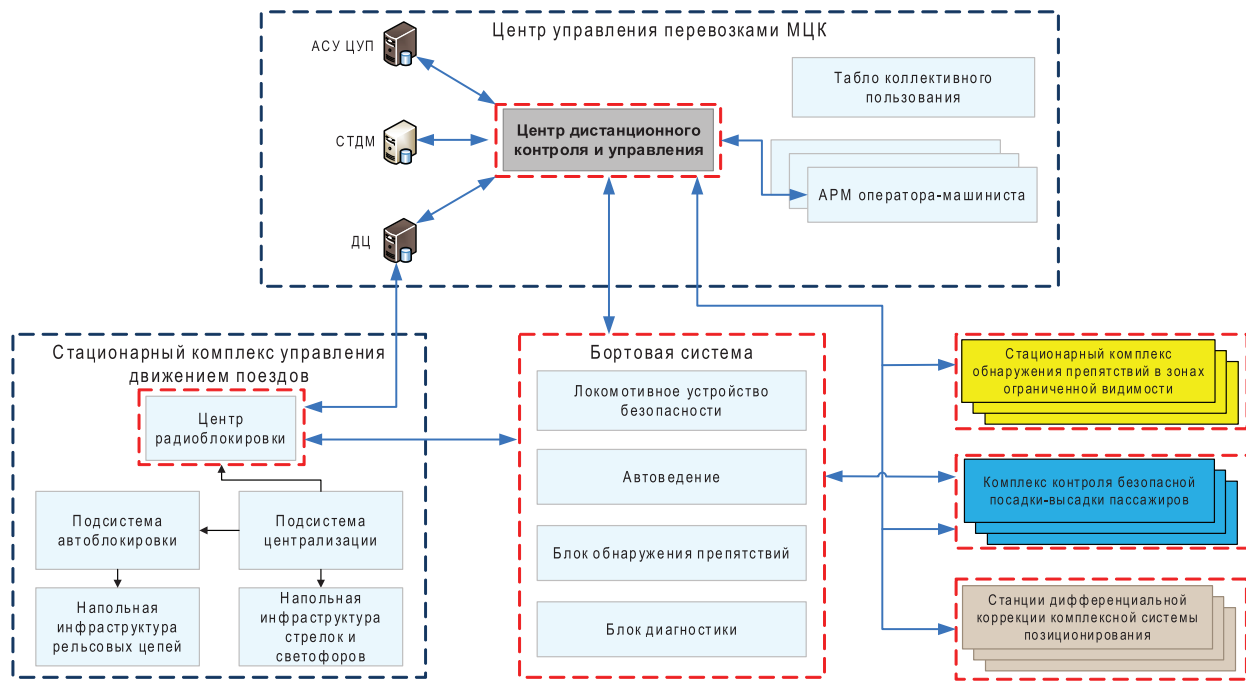 Центр управления перевозками МЦК
АСУ ЦУП
СТДМ
ДЦ
Центр дистанционного
контроля и управления
Табло коллективного
пользования
АРМ оператора-машиниста
Стационарный комплекс управления
движением поездов
Центр
радиоблокировки
Подсистема
автоблокировки
Подсистема
централизации
Напольная
инфраструктура
рельсовых цепей
Напольная
инфраструктура
стрелок и
светофоров
Бортовая система
Локомотивное устройство
безопасности
Автоведение
Блок обнаружения препятствий
Блок диагностики
Стационарный комплекс
обнаружения препятствий в зонах
ограниченной видимости
Комплекс контроля безопасной
посадки-высадки пассажиров
Станции дифференциальной
коррекции комплексной системы
позиционирования